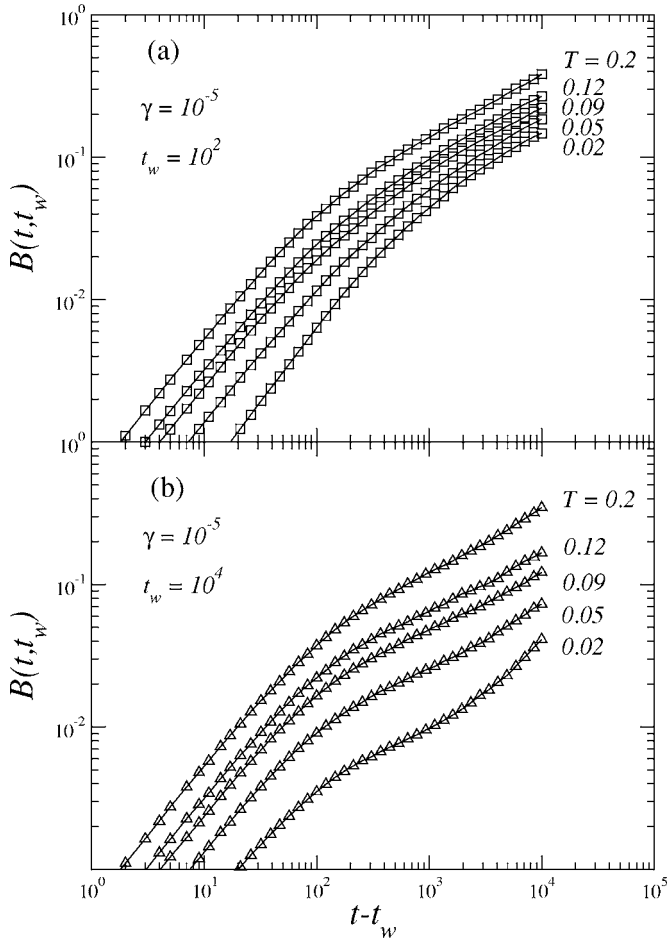 10^0
(a)
T = 0.2
0.12
γ = 10^-5
0.09
10^-1
0.05
t_w = 10^2
0.02
B(t,t_w)
10^-2
10^0
(b)
T = 0.2
γ = 10^-5
0.12
10^-1
0.09
t_w = 10^4
0.05
B(t,t_w)
0.02
10^-2
10^0 10^1 10^2 10^3 10^4 10^5
t-t_w